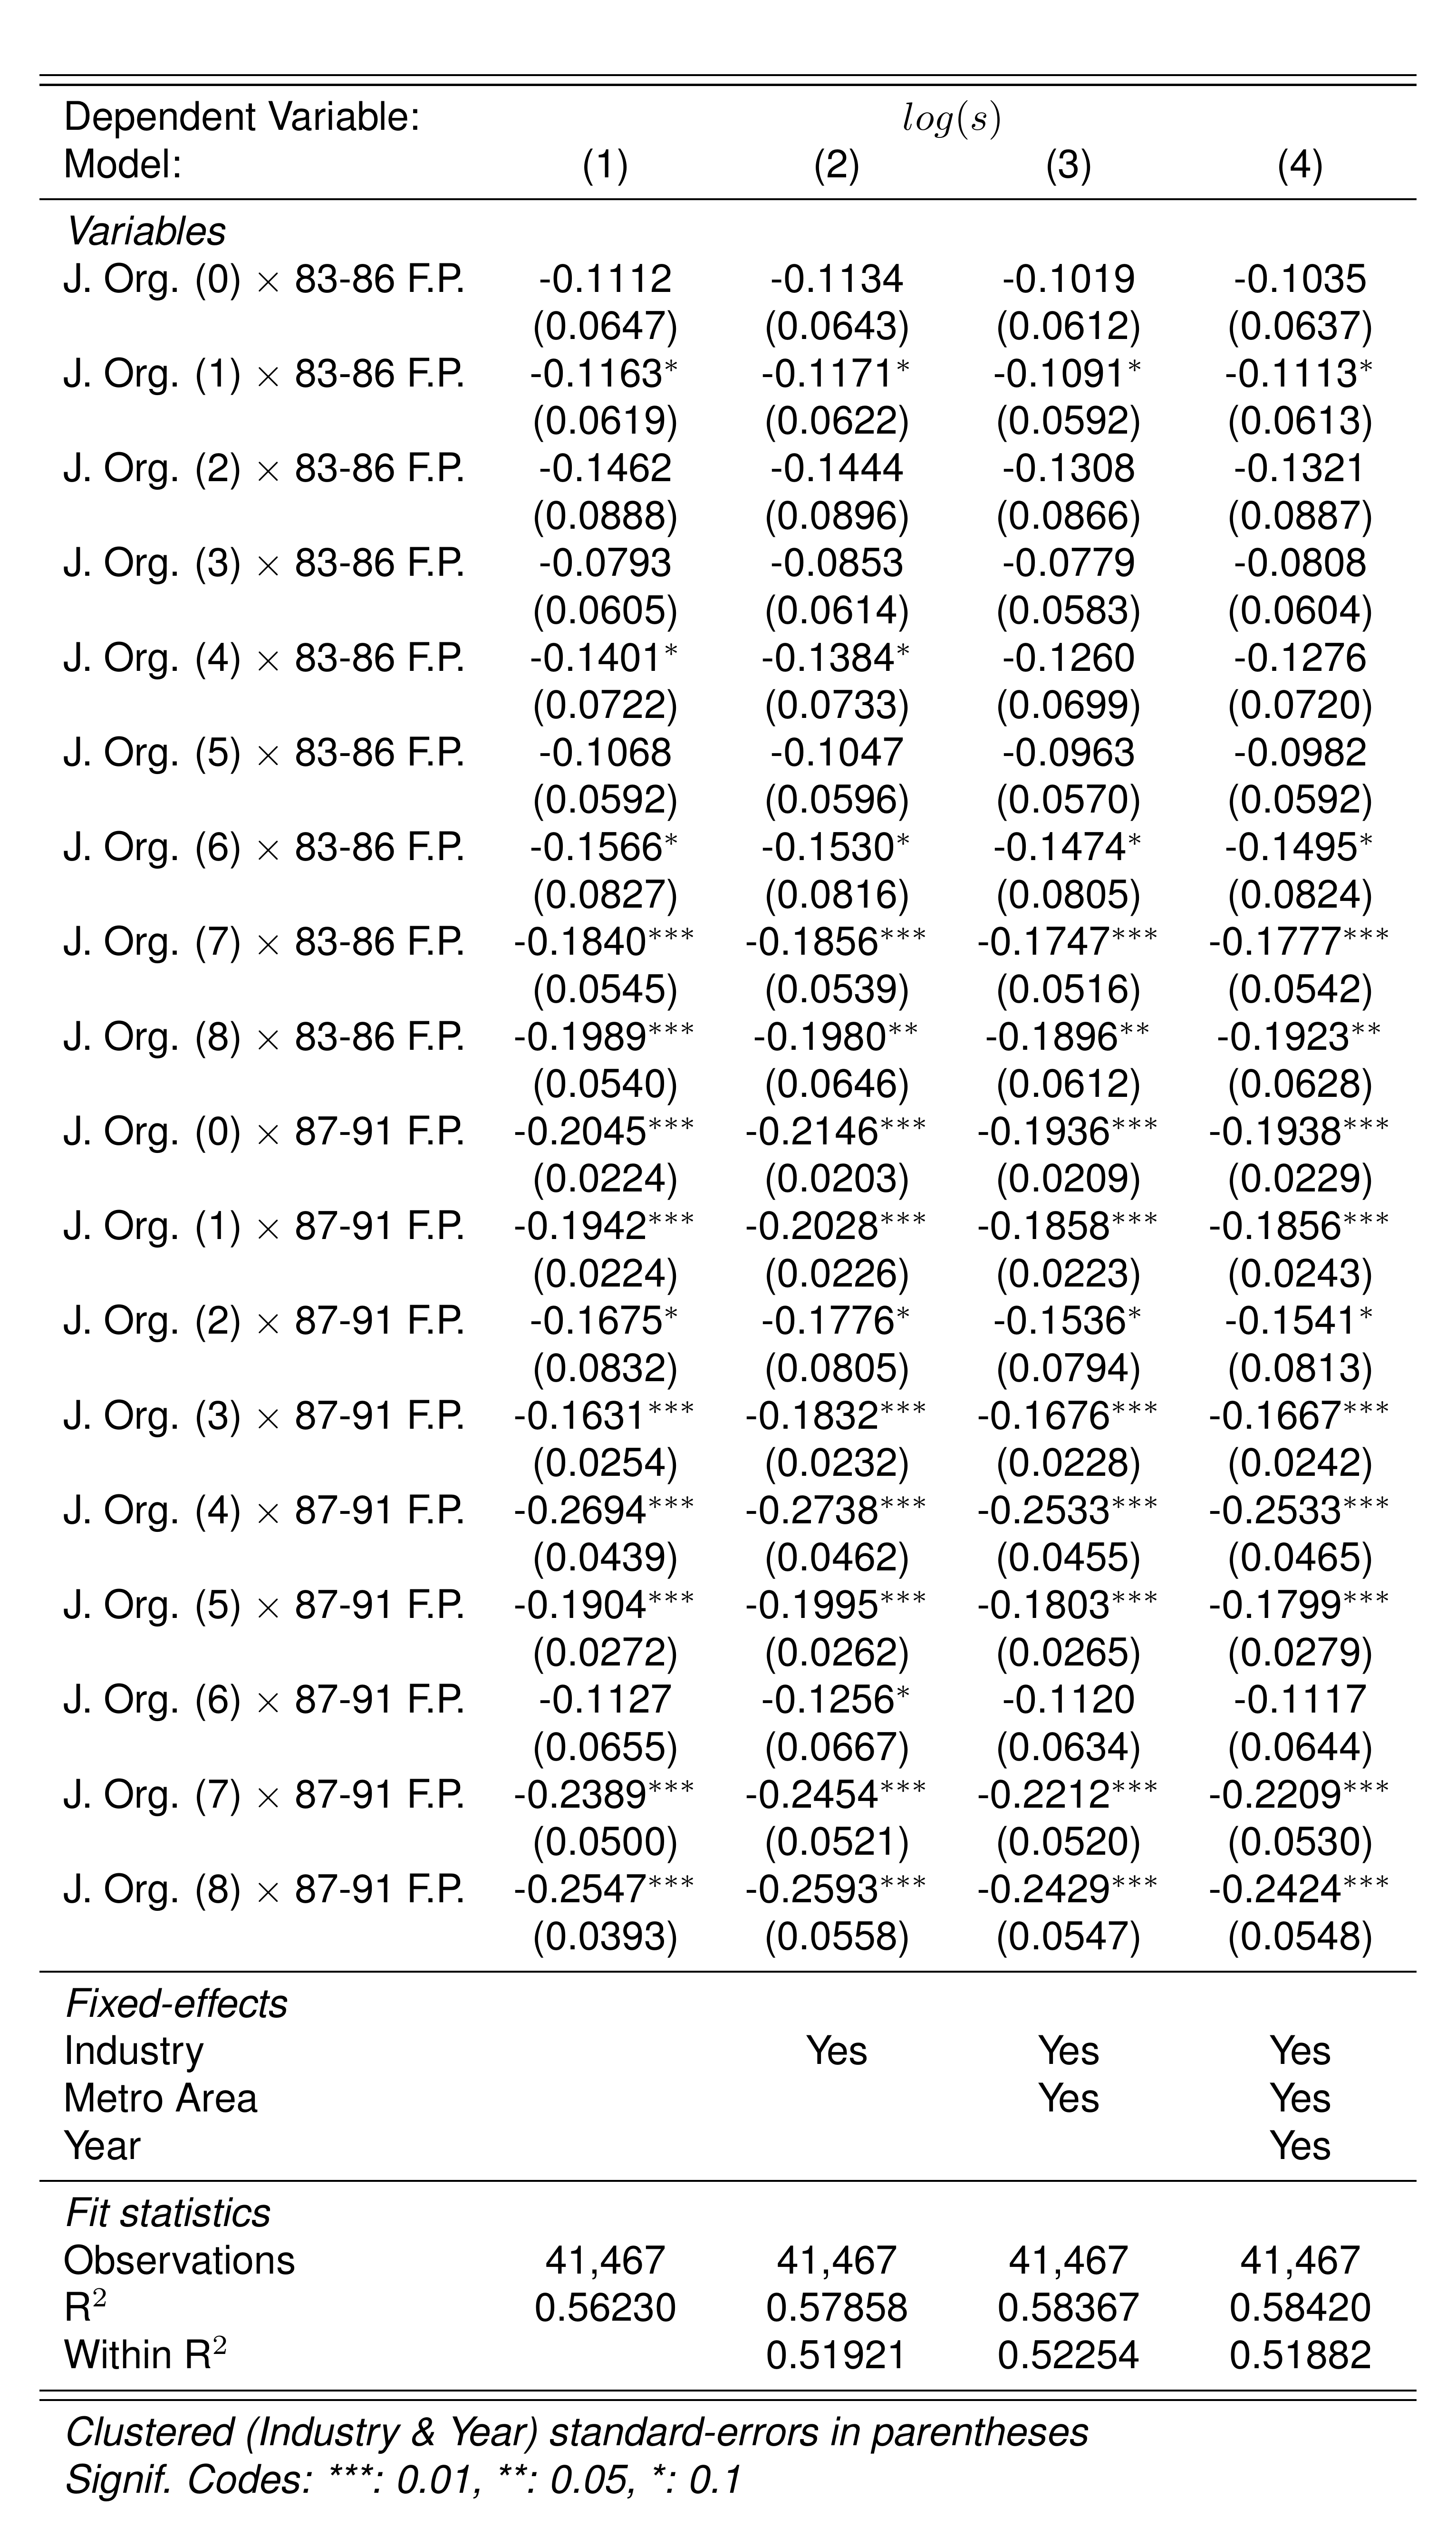 Dependent Variable: log(s)
Model: (1) (2) (3) (4)
Variables
J. Org. (0) × 83-86 F.P. -0.1112 -0.1134 -0.1019 -0.1035
(0.0647) (0.0643) (0.0612) (0.0637)
J. Org. (1) × 83-86 F.P. -0.1163* -0.1171* -0.1091* -0.1113*
(0.0619) (0.0622) (0.0592) (0.0613)
J. Org. (2) × 83-86 F.P. -0.1462 -0.1444 -0.1308 -0.1321
(0.0888) (0.0896) (0.0866) (0.0887)
J. Org. (3) × 83-86 F.P. -0.0793 -0.0853 -0.0779 -0.0808
(0.0605) (0.0614) (0.0583) (0.0604)
J. Org. (4) × 83-86 F.P. -0.1401* -0.1384* -0.1260 -0.1276
(0.0722) (0.0733) (0.0699) (0.0720)
J. Org. (5) × 83-86 F.P. -0.1068 -0.1047 -0.0963 -0.0982
(0.0592) (0.0596) (0.0570) (0.0592)
J. Org. (6) × 83-86 F.P. -0.1566* -0.1530* -0.1474* -0.1495*
(0.0827) (0.0816) (0.0805) (0.0824)
J. Org. (7) × 83-86 F.P. -0.1840*** -0.1856*** -0.1747*** -0.1777***
(0.0545) (0.0539) (0.0516) (0.0542)
J. Org. (8) × 83-86 F.P. -0.1989*** -0.1980** -0.1896** -0.1923**
(0.0540) (0.0646) (0.0612) (0.0628)
J. Org. (0) × 87-91 F.P. -0.2045*** -0.2146*** -0.1936*** -0.1938***
(0.0224) (0.0203) (0.0209) (0.0229)
J. Org. (1) × 87-91 F.P. -0.1942*** -0.2028*** -0.1858*** -0.1856***
(0.0224) (0.0226) (0.0223) (0.0243)
J. Org. (2) × 87-91 F.P. -0.1675* -0.1776* -0.1536* -0.1541*
(0.0832) (0.0805) (0.0794) (0.0813)
J. Org. (3) × 87-91 F.P. -0.1631*** -0.1832*** -0.1676*** -0.1667***
(0.0254) (0.0232) (0.0228) (0.0242)
J. Org. (4) × 87-91 F.P. -0.2694*** -0.2738*** -0.2533*** -0.2533***
(0.0439) (0.0462) (0.0455) (0.0465)
J. Org. (5) × 87-91 F.P. -0.1904*** -0.1995*** -0.1803*** -0.1799***
(0.0272) (0.0262) (0.0265) (0.0279)
J. Org. (6) × 87-91 F.P. -0.1127 -0.1256* -0.1120 -0.1117
(0.0655) (0.0667) (0.0634) (0.0644)
J. Org. (7) × 87-91 F.P. -0.2389*** -0.2454*** -0.2212*** -0.2209***
(0.0500) (0.0521) (0.0520) (0.0530)
J. Org. (8) × 87-91 F.P. -0.2547*** -0.2593*** -0.2429*** -0.2424***
(0.0393) (0.0558) (0.0547) (0.0548)
Fixed-effects
Industry Yes Yes Yes
Metro Area Yes Yes
Year Yes
Fit statistics
Observations 41,467 41,467 41,467 41,467
R² 0.56230 0.57858 0.58367 0.58420
Within R² 0.51921 0.52254 0.51882
Clustered (Industry & Year) standard-errors in parentheses
Signif. Codes: ***: 0.01, **: 0.05, *: 0.1